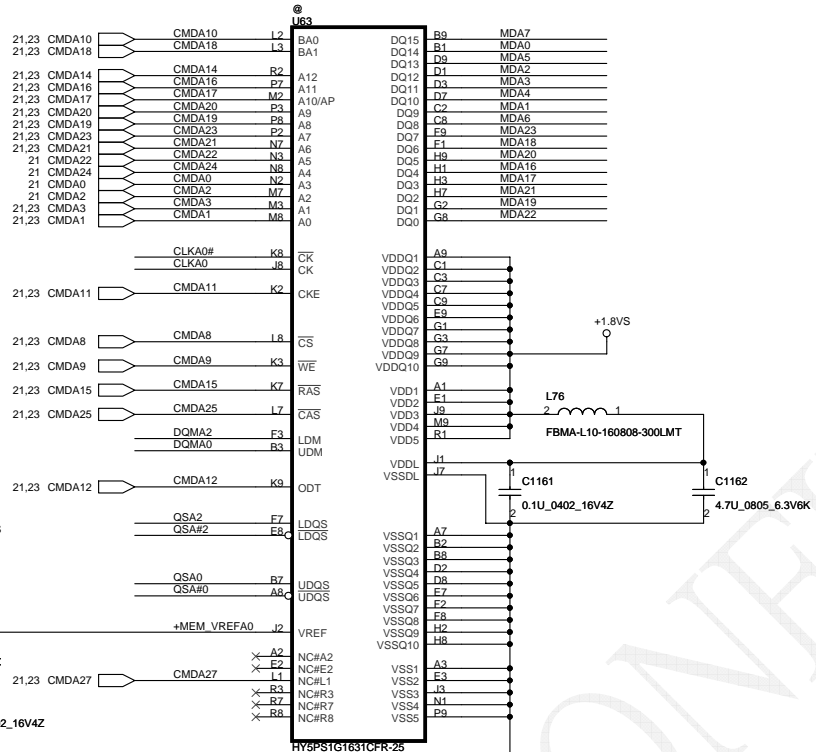 @
U63
21,23 CMDA10 CMDA10 L2 BA0 DQ15 B9 MDA7
21,23 CMDA18 CMDA18 L3 BA1 DQ14 B1 MDA0
DQ13 D9 MDA5
21,23 CMDA14 CMDA14 R2 A12 DQ12 D1 MDA2
21,23 CMDA16 CMDA16 P7 A11 DQ11 D3 MDA3
21,23 CMDA17 CMDA17 M2 A10/AP DQ10 D7 MDA4
21,23 CMDA20 CMDA20 P3 A9 DQ9 C2 MDA1
21,23 CMDA19 CMDA19 P8 A8 DQ8 C8 MDA6
21,23 CMDA23 CMDA23 P2 A7 DQ7 F9 MDA23
21,23 CMDA21 CMDA21 N7 A6 DQ6 F1 MDA18
21 CMDA22 CMDA22 N3 A5 DQ5 H9 MDA20
21 CMDA24 CMDA24 N8 A4 DQ4 H1 MDA16
21 CMDA0 CMDA0 N2 A3 DQ3 H3 MDA17
21 CMDA2 CMDA2 M7 A2 DQ2 H7 MDA21
21,23 CMDA3 CMDA3 M3 A1 DQ1 G2 MDA19
21,23 CMDA1 CMDA1 M8 A0 DQ0 G8 MDA22
CLKA0# K8 CK VDDQ1 A9
CLKA0 J8 CK VDDQ2 C1
VDDQ3 C3
21,23 CMDA11 CMDA11 K2 CKE VDDQ4 C7
VDDQ5 C9
VDDQ6 E9
VDDQ7 G1
+1.8VS
21,23 CMDA8 CMDA8 L8 CS VDDQ8 G3
VDDQ9 G7
21,23 CMDA9 CMDA9 K3 WE VDDQ10 G9
21,23 CMDA15 CMDA15 K7 RAS VDD1 A1
VDD2 E1
L76
21,23 CMDA25 CMDA25 L7 CAS VDD3 J9 2 1
VDD4 M9
DQMA2 F3 LDM VDD5 R1 FBMA-L10-160808-300LMT
DQMA0 B3 UDM
VDDL J1
VSSDL J7
1 C1161 1 C1162
21,23 CMDA12 CMDA12 K9 ODT
2 0.1U_0402_16V4Z 2 4.7U_0805_6.3V6K
QSA2 F7 LDQS
QSA#2 E8 LDQS VSSQ1 A7
VSSQ2 B2
VSSQ3 B8
VSSQ4 D2
QSA0 B7 UDQS VSSQ5 D8
QSA#0 A8 UDQS VSSQ6 E7
VSSQ7 F2
VSSQ8 F8
+MEM_VREFA0 J2 VREF VSSQ9 H2
VSSQ10 H8
A2 NC#A2
E2 NC#E2 VSS1 A3
21,23 CMDA27 CMDA27 L1 NC#L1 VSS2 E3
R3 NC#R3 VSS3 J3
R7 NC#R7 VSS4 N1
R8 NC#R8 VSS5 P9
2_16V4Z
HY5PS1G1631CFR-25